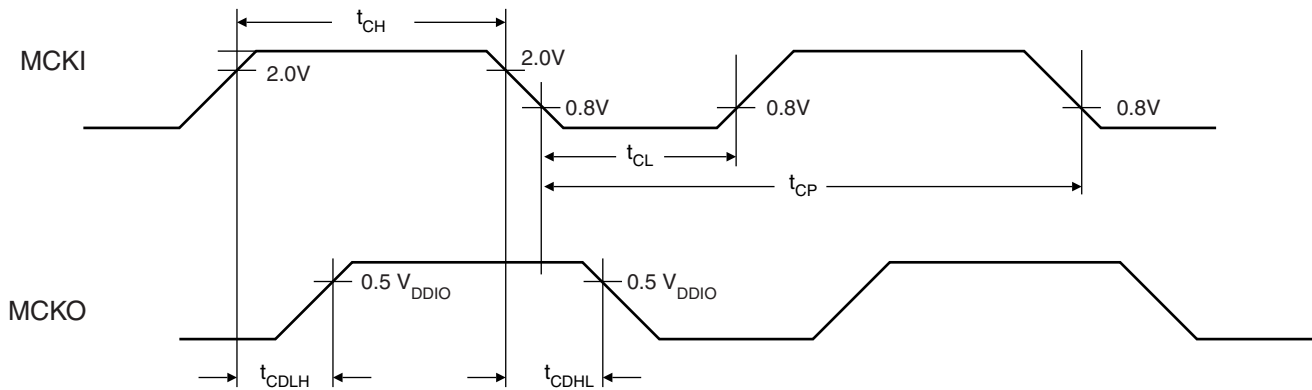 tCH
MCKI
2.0V
2.0V
0.8V
0.8V
0.8V
tCL
tCP
0.5 VDDIO
0.5 VDDIO
MCKO
tCDLH
tCDHL